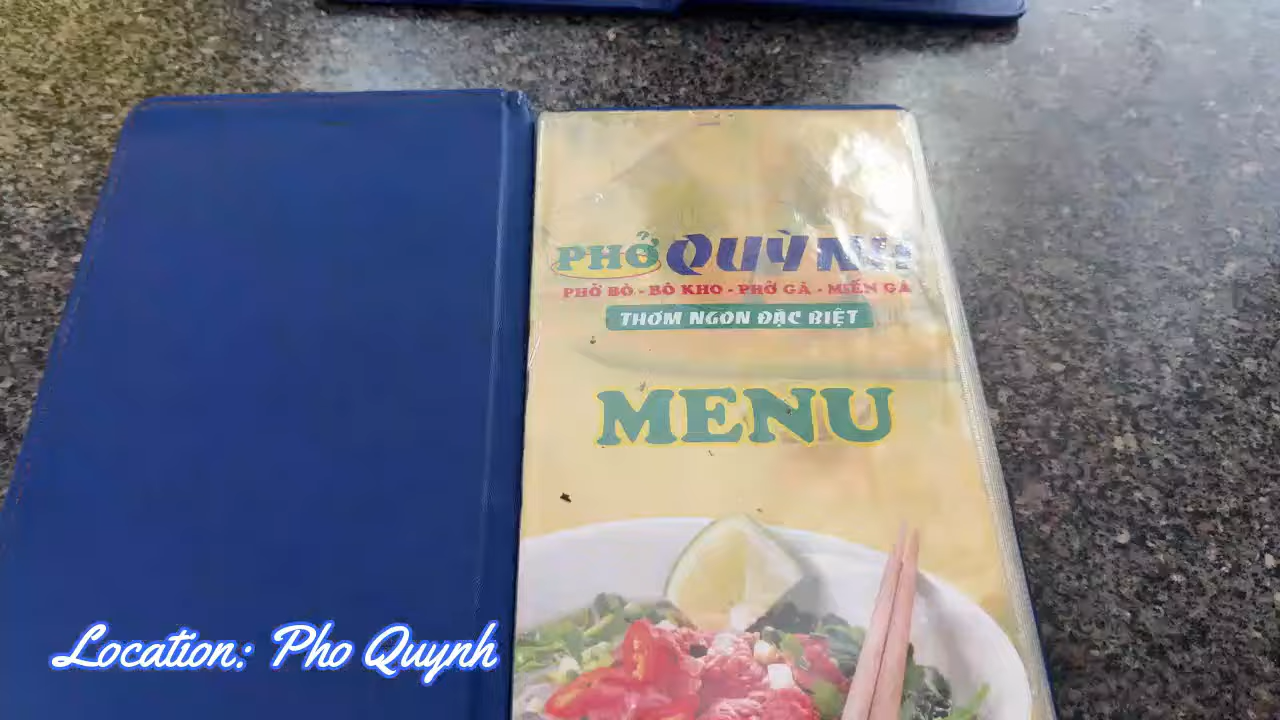 PHỞ QUỲNH
PHỞ BÒ - BÒ KHO - PHỞ GÀ - MIẾN GÀ
THƠM NGON ĐẶC BIỆT
MENU
Location: Pho Quynh